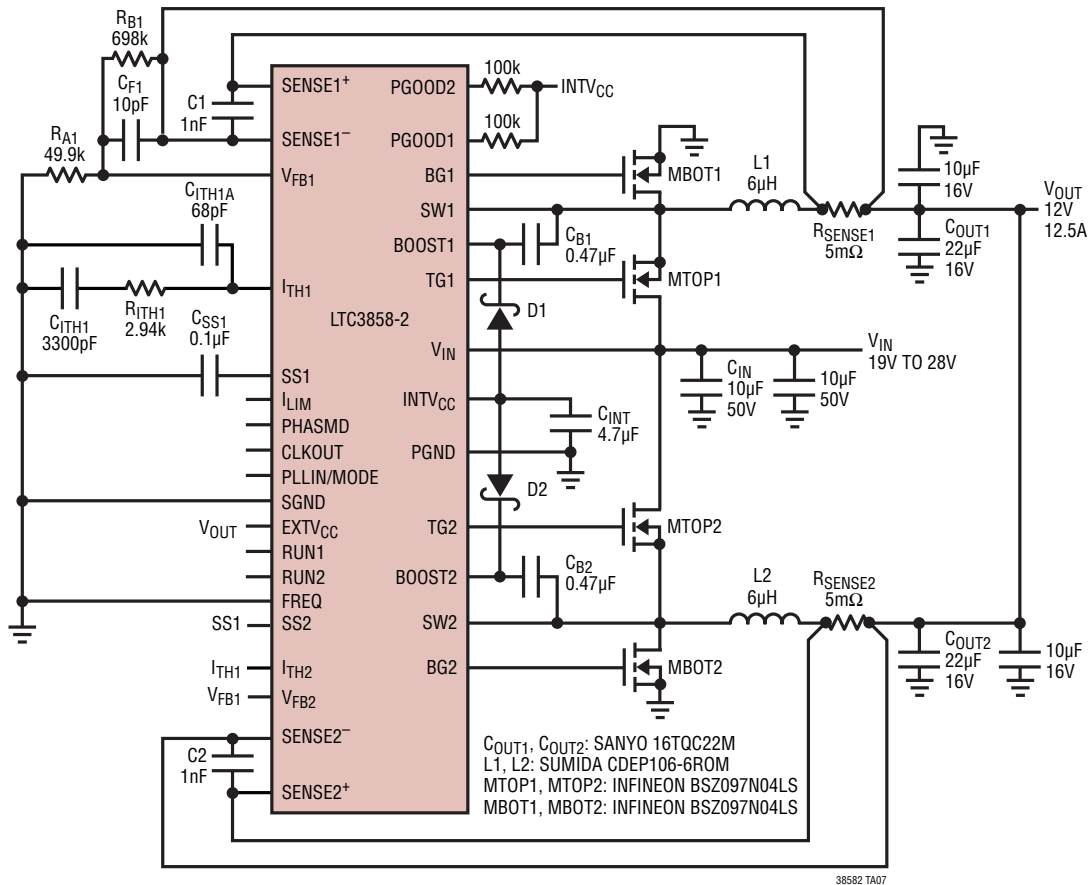 RB1
698k
CF1
10pF
C1
1nF
RA1
49.9k
CITH1A
68pF
CITH1
3300pF
RITH1
2.94k
CSS1
0.1µF
VOUT
SS1
ITH1
VFB1
C2
1nF
SENSE1+
SENSE1–
VFB1
ITH1
SS1
ILIM
PHASMD
CLKOUT
PLLIN/MODE
SGND
EXTVCC
RUN1
RUN2
FREQ
SS2
ITH2
VFB2
SENSE2–
SENSE2+
LTC3858-2
PGOOD2
PGOOD1
BG1
SW1
BOOST1
TG1
VIN
INTVCC
PGND
TG2
BOOST2
SW2
BG2
100k
INTVCC
100k
MBOT1
L1
6µH
CB1
0.47µF
MTOP1
D1
RSENSE1
5mΩ
10µF
16V
COUT1
22µF
16V
VOUT
12V
12.5A
VIN
19V TO 28V
CIN
10µF
50V
10µF
50V
CINT
4.7µF
D2
MTOP2
CB2
0.47µF
L2
6µH
RSENSE2
5mΩ
MBOT2
COUT2
22µF
16V
10µF
16V
COUT1, COUT2: SANYO 16TQC22M
L1, L2: SUMIDA CDEP106-6ROM
MTOP1, MTOP2: INFINEON BSZ097N04LS
MBOT1, MBOT2: INFINEON BSZ097N04LS
38582 TA07